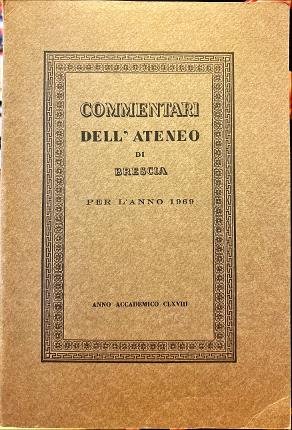 COMMENTARI
DELL' ATENEO
DI
BRESCIA
PER L'ANNO 1969
ANNO ACCADEMICO CLXVIII